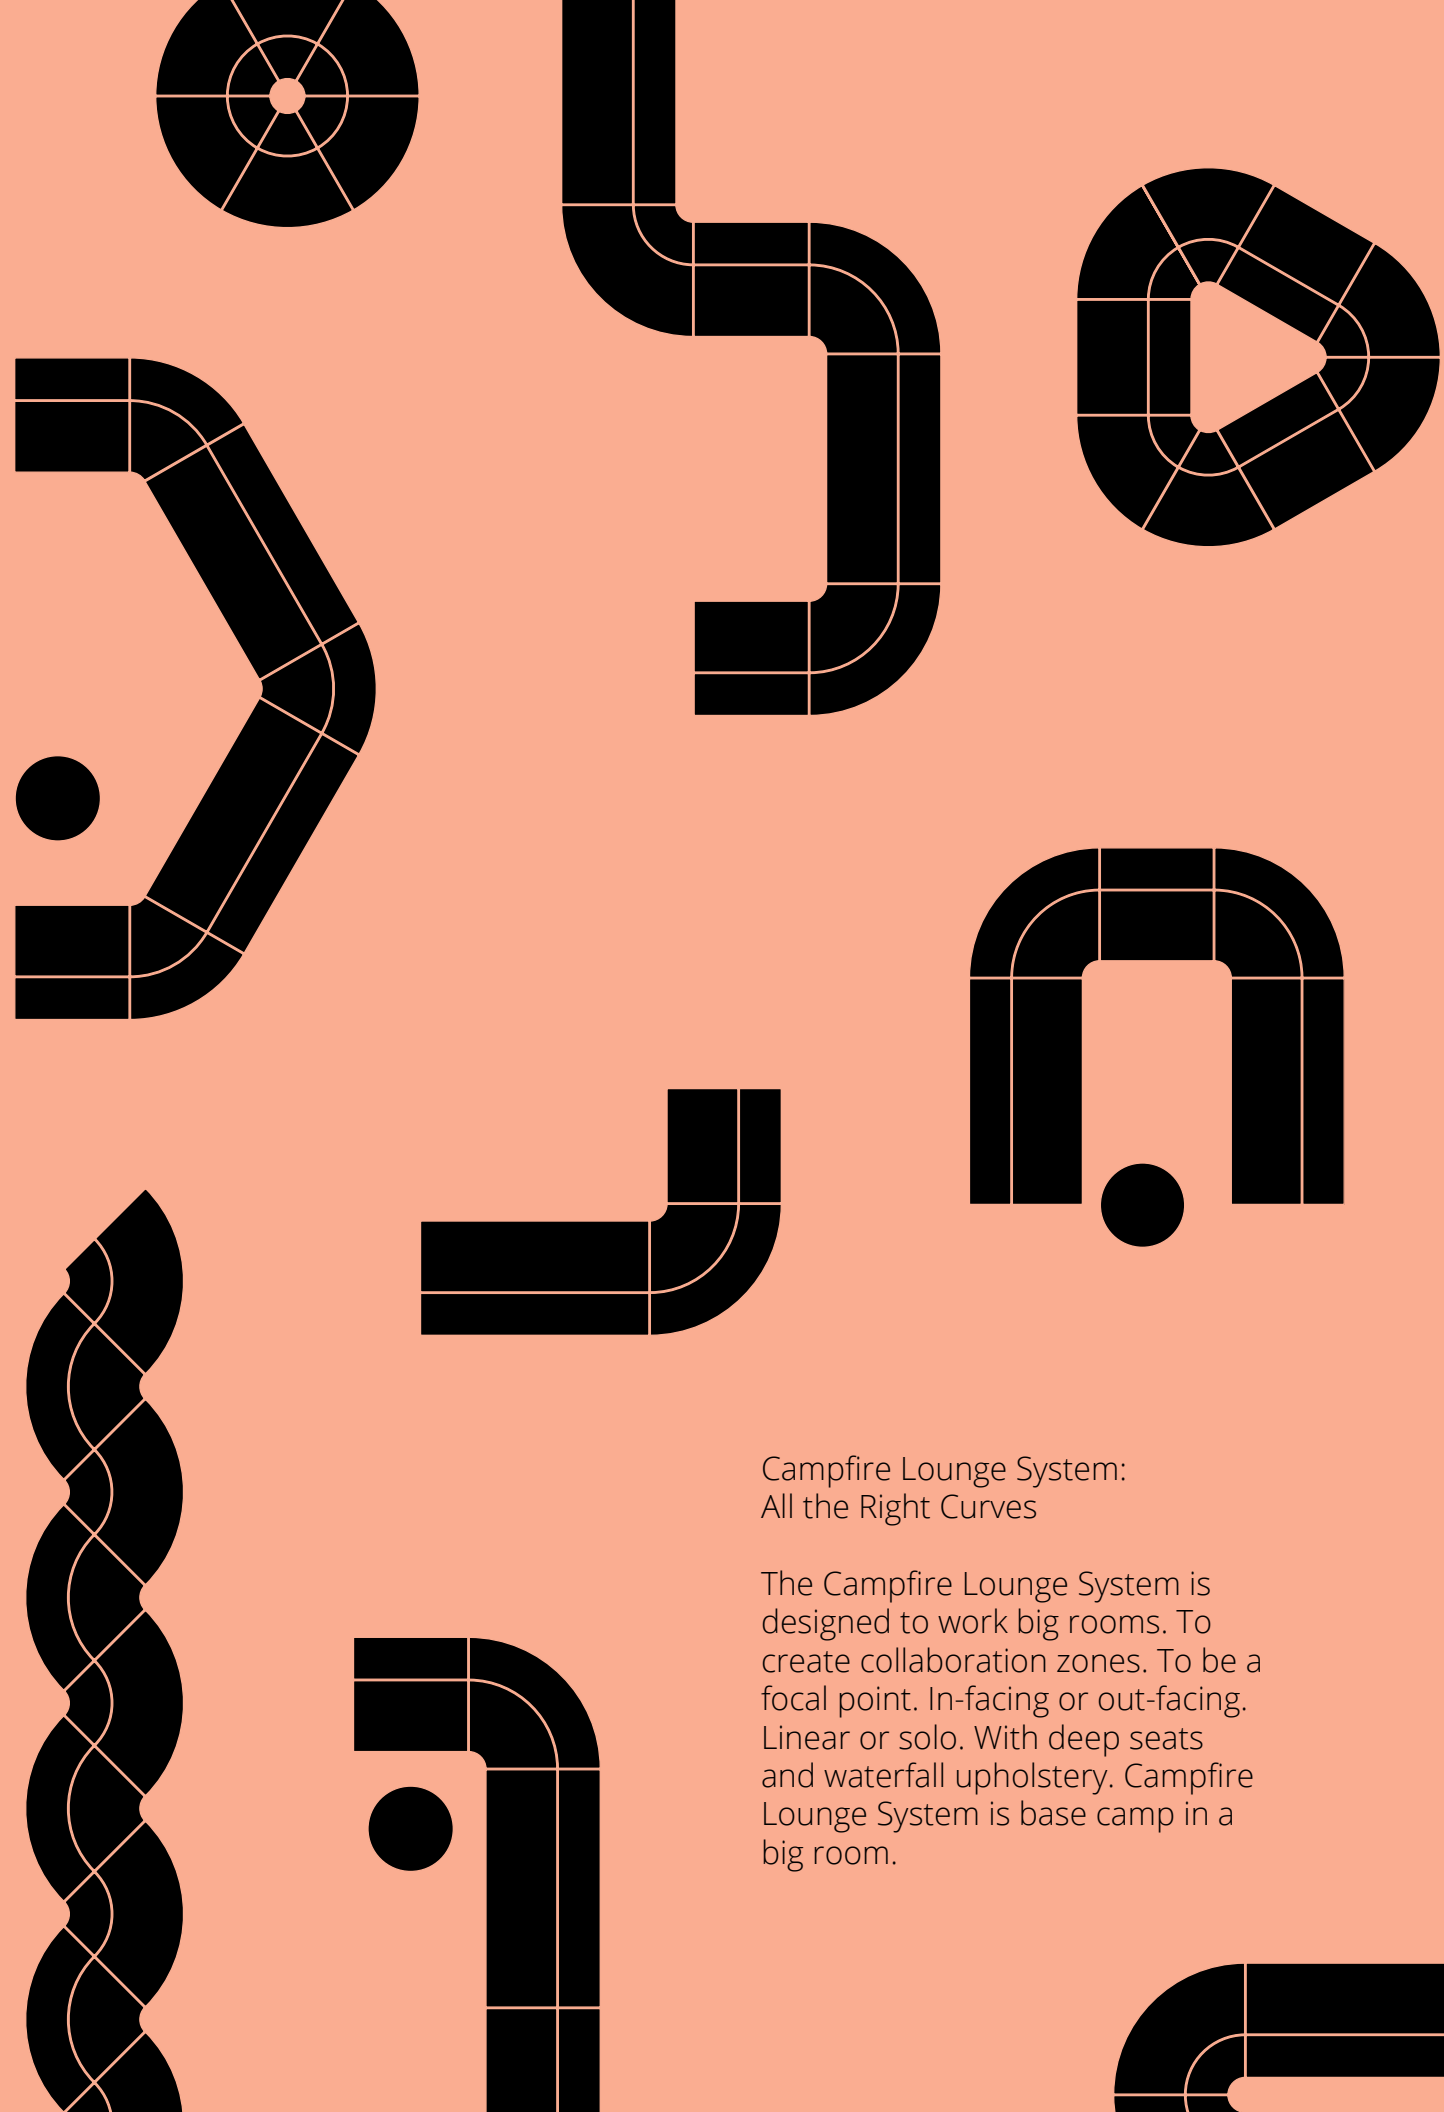 Campfire Lounge System:
All the Right Curves
The Campfire Lounge System is
designed to work big rooms. To
create collaboration zones. To be a
focal point. In-facing or out-facing.
Linear or solo. With deep seats
and waterfall upholstery. Campfire
Lounge System is base camp in a
big room.